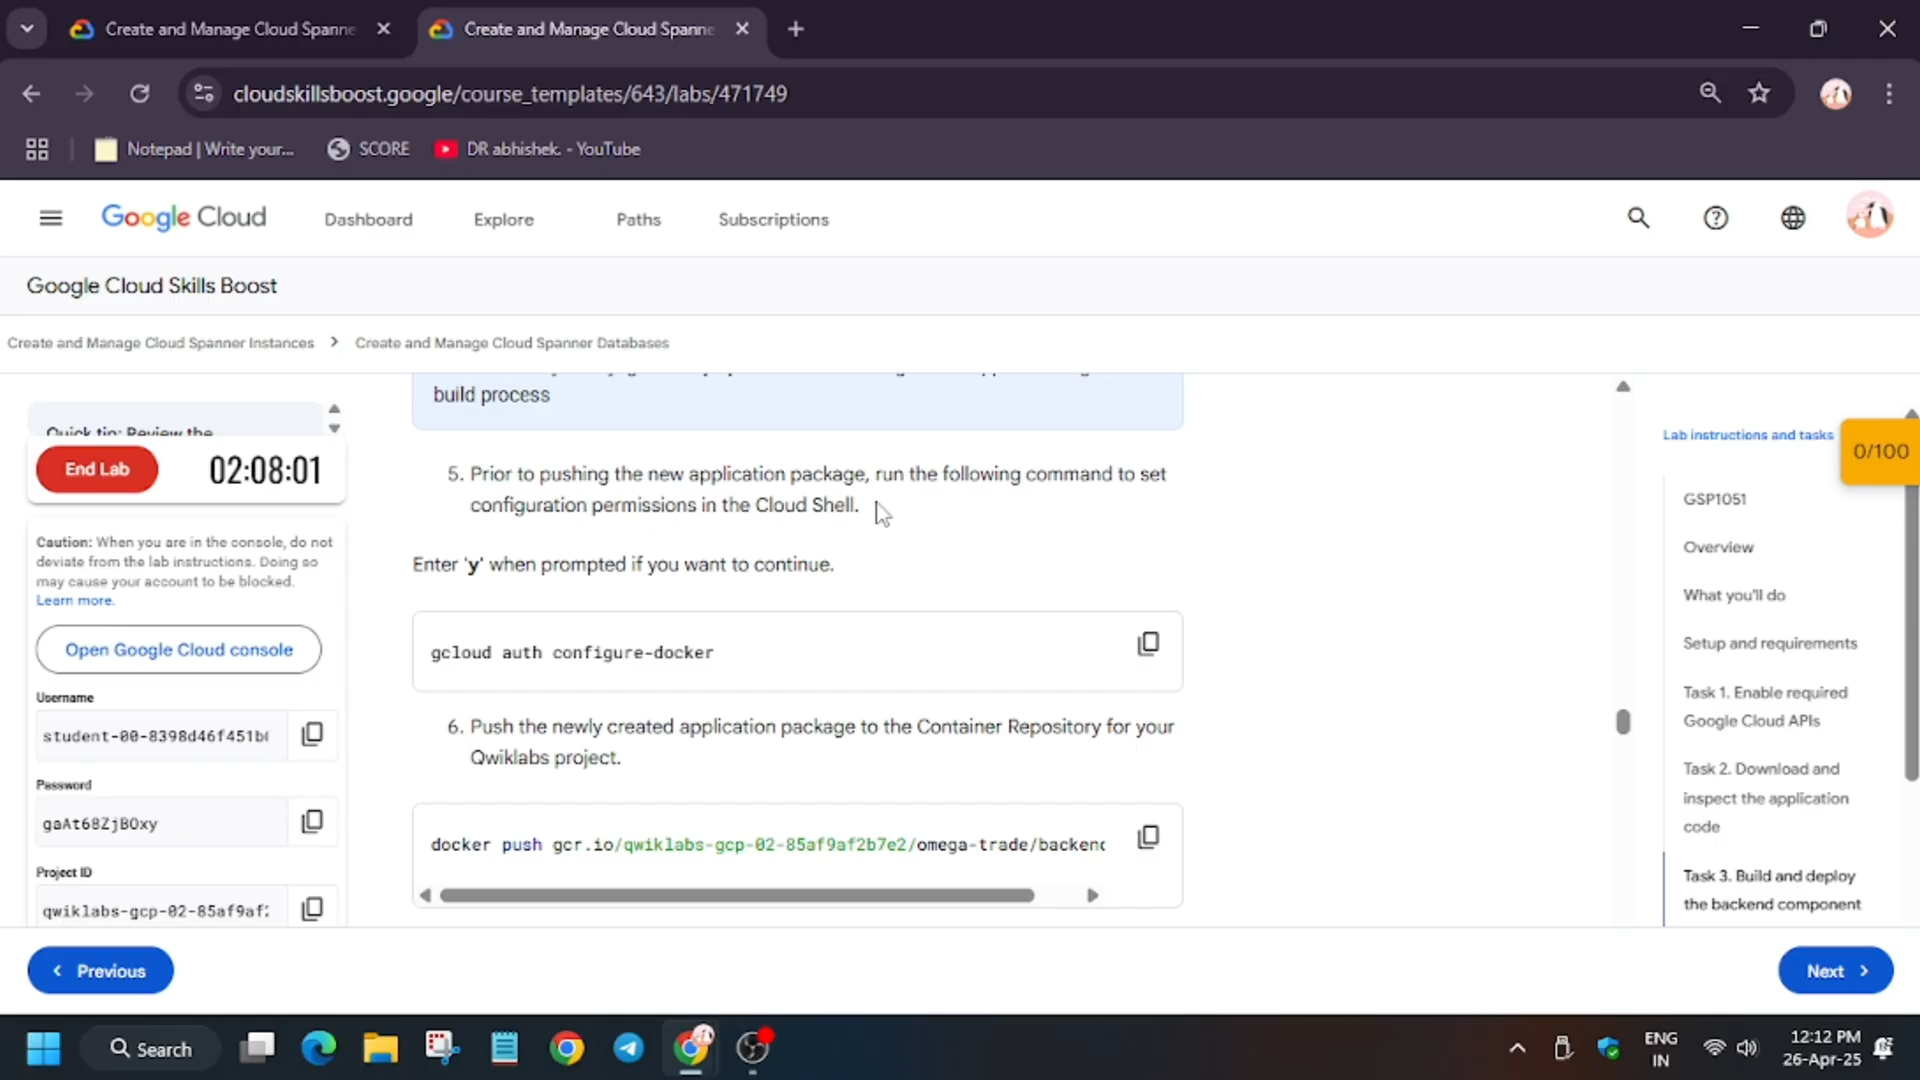 Create and Manage Cloud Spanne
Create and Manage Cloud Spanne
cloudskillsboost.google/course_templates/643/labs/471749
Notepad | Write your...
SCORE
DR abhishek. - YouTube
Google Cloud
Dashboard
Explore
Paths
Subscriptions
Google Cloud Skills Boost
Create and Manage Cloud Spanner Instances
Create and Manage Cloud Spanner Databases
Quick tip: Review the
End Lab
02:08:01
Caution: When you are in the console, do not
deviate from the lab instructions. Doing so
may cause your account to be blocked.
Learn more.
Open Google Cloud console
Username
student-00-8398d46f451b
Password
gaAt68ZjBOxy
Project ID
qwiklabs-gcp-02-85af9af2
build process
5. Prior to pushing the new application package, run the following command to set
configuration permissions in the Cloud Shell.
Enter 'y' when prompted if you want to continue.
gcloud auth configure-docker
6. Push the newly created application package to the Container Repository for your
Qwiklabs project.
docker push gcr.io/qwiklabs-gcp-02-85af9af2b7e2/omega-trade/backend
Lab instructions and tasks
0/100
GSP1051
Overview
What you'll do
Setup and requirements
Task 1. Enable required
Google Cloud APIs
Task 2. Download and
inspect the application
code
Task 3. Build and deploy
the backend component
Previous
Next
Search
ENG
IN
12:12 PM
26-Apr-25